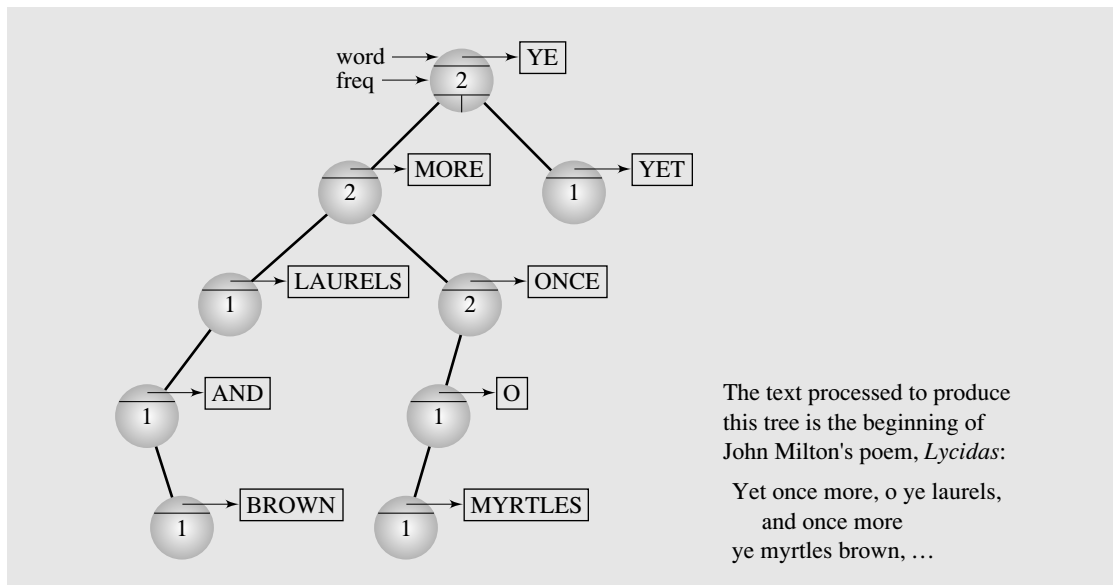 word
YE
freq
2
MORE
YET
2
1
LAURELS
ONCE
1
2
AND
O
1
1
BROWN
MYRTLES
1
1
The text processed to produce
this tree is the beginning of
John Milton's poem, Lycidas:
Yet once more, o ye laurels,
and once more
ye myrtles brown, …